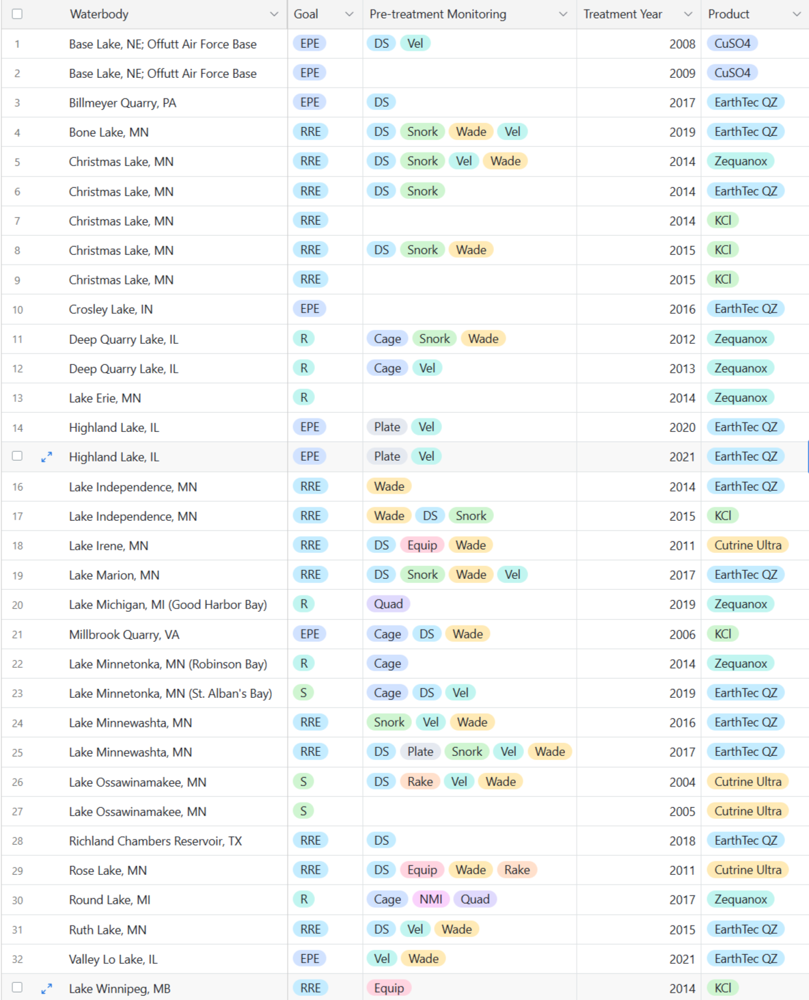 Waterbody Goal Pre-treatment Monitoring Treatment Year Product
1 Base Lake, NE; Offutt Air Force Base EPE DS Vel 2008 CuSO4
2 Base Lake, NE; Offutt Air Force Base EPE 2009 CuSO4
3 Billmeyer Quarry, PA EPE DS 2017 EarthTec QZ
4 Bone Lake, MN RRE DS Snork Wade Vel 2019 EarthTec QZ
5 Christmas Lake, MN RRE DS Snork Vel Wade 2014 Zequanox
6 Christmas Lake, MN RRE DS Snork 2014 EarthTec QZ
7 Christmas Lake, MN RRE 2014 KCl
8 Christmas Lake, MN RRE DS Snork Wade 2015 KCl
9 Christmas Lake, MN RRE 2015 KCl
10 Crosley Lake, IN EPE 2016 EarthTec QZ
11 Deep Quarry Lake, IL R Cage Snork Wade 2012 Zequanox
12 Deep Quarry Lake, IL R Cage Vel 2013 Zequanox
13 Lake Erie, MN R 2014 Zequanox
14 Highland Lake, IL EPE Plate Vel 2020 EarthTec QZ
Highland Lake, IL EPE Plate Vel 2021 EarthTec QZ
16 Lake Independence, MN RRE Wade 2014 EarthTec QZ
17 Lake Independence, MN RRE Wade DS Snork 2015 KCl
18 Lake Irene, MN RRE DS Equip Wade 2011 Cutrine Ultra
19 Lake Marion, MN RRE DS Snork Wade Vel 2017 EarthTec QZ
20 Lake Michigan, MI (Good Harbor Bay) R Quad 2019 Zequanox
21 Millbrook Quarry, VA EPE Cage DS Wade 2006 KCl
22 Lake Minnetonka, MN (Robinson Bay) R Cage 2014 Zequanox
23 Lake Minnetonka, MN (St. Alban's Bay) S Cage DS Vel 2019 EarthTec QZ
24 Lake Minnewashta, MN RRE Snork Vel Wade 2016 EarthTec QZ
25 Lake Minnewashta, MN RRE DS Plate Snork Vel Wade 2017 EarthTec QZ
26 Lake Ossawinamakee, MN S DS Rake Vel Wade 2004 Cutrine Ultra
27 Lake Ossawinamakee, MN S 2005 Cutrine Ultra
28 Richland Chambers Reservoir, TX RRE DS 2018 EarthTec QZ
29 Rose Lake, MN RRE DS Equip Wade Rake 2011 Cutrine Ultra
30 Round Lake, MI R Cage NMI Quad 2017 Zequanox
31 Ruth Lake, MN RRE DS Vel Wade 2015 EarthTec QZ
32 Valley Lo Lake, IL EPE Vel Wade 2021 EarthTec QZ
Lake Winnipeg, MB RRE Equip 2014 KCl